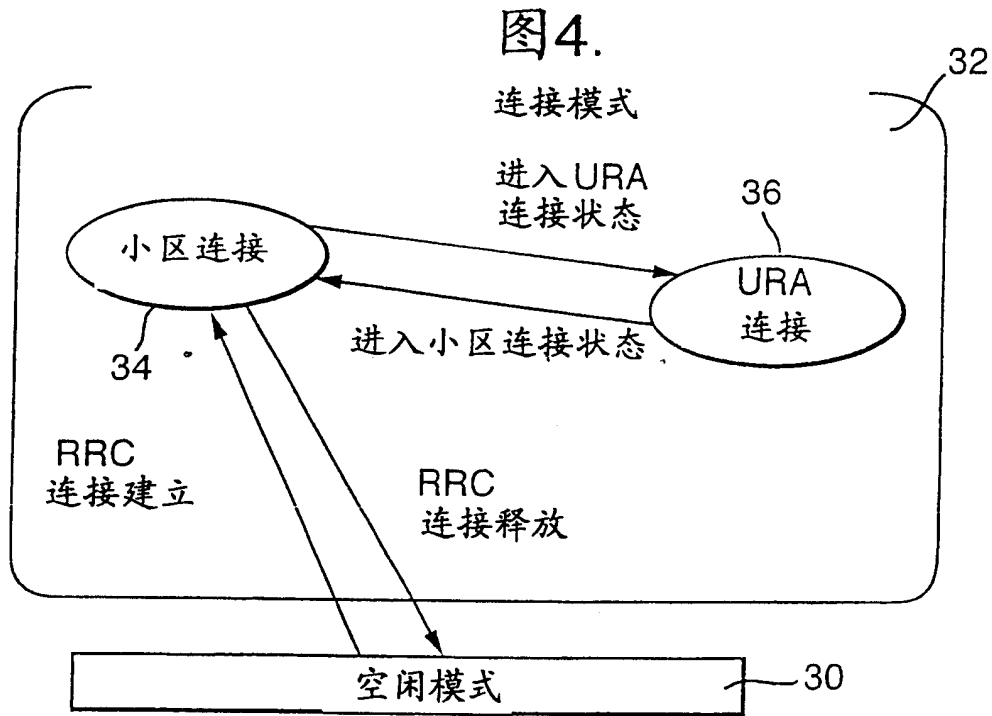 图4.
32
连接模式
进入URA
连接状态
36
小区连接
URA
连接
进入小区连接状态
34
RRC
连接建立
RRC
连接释放
空闲模式
30